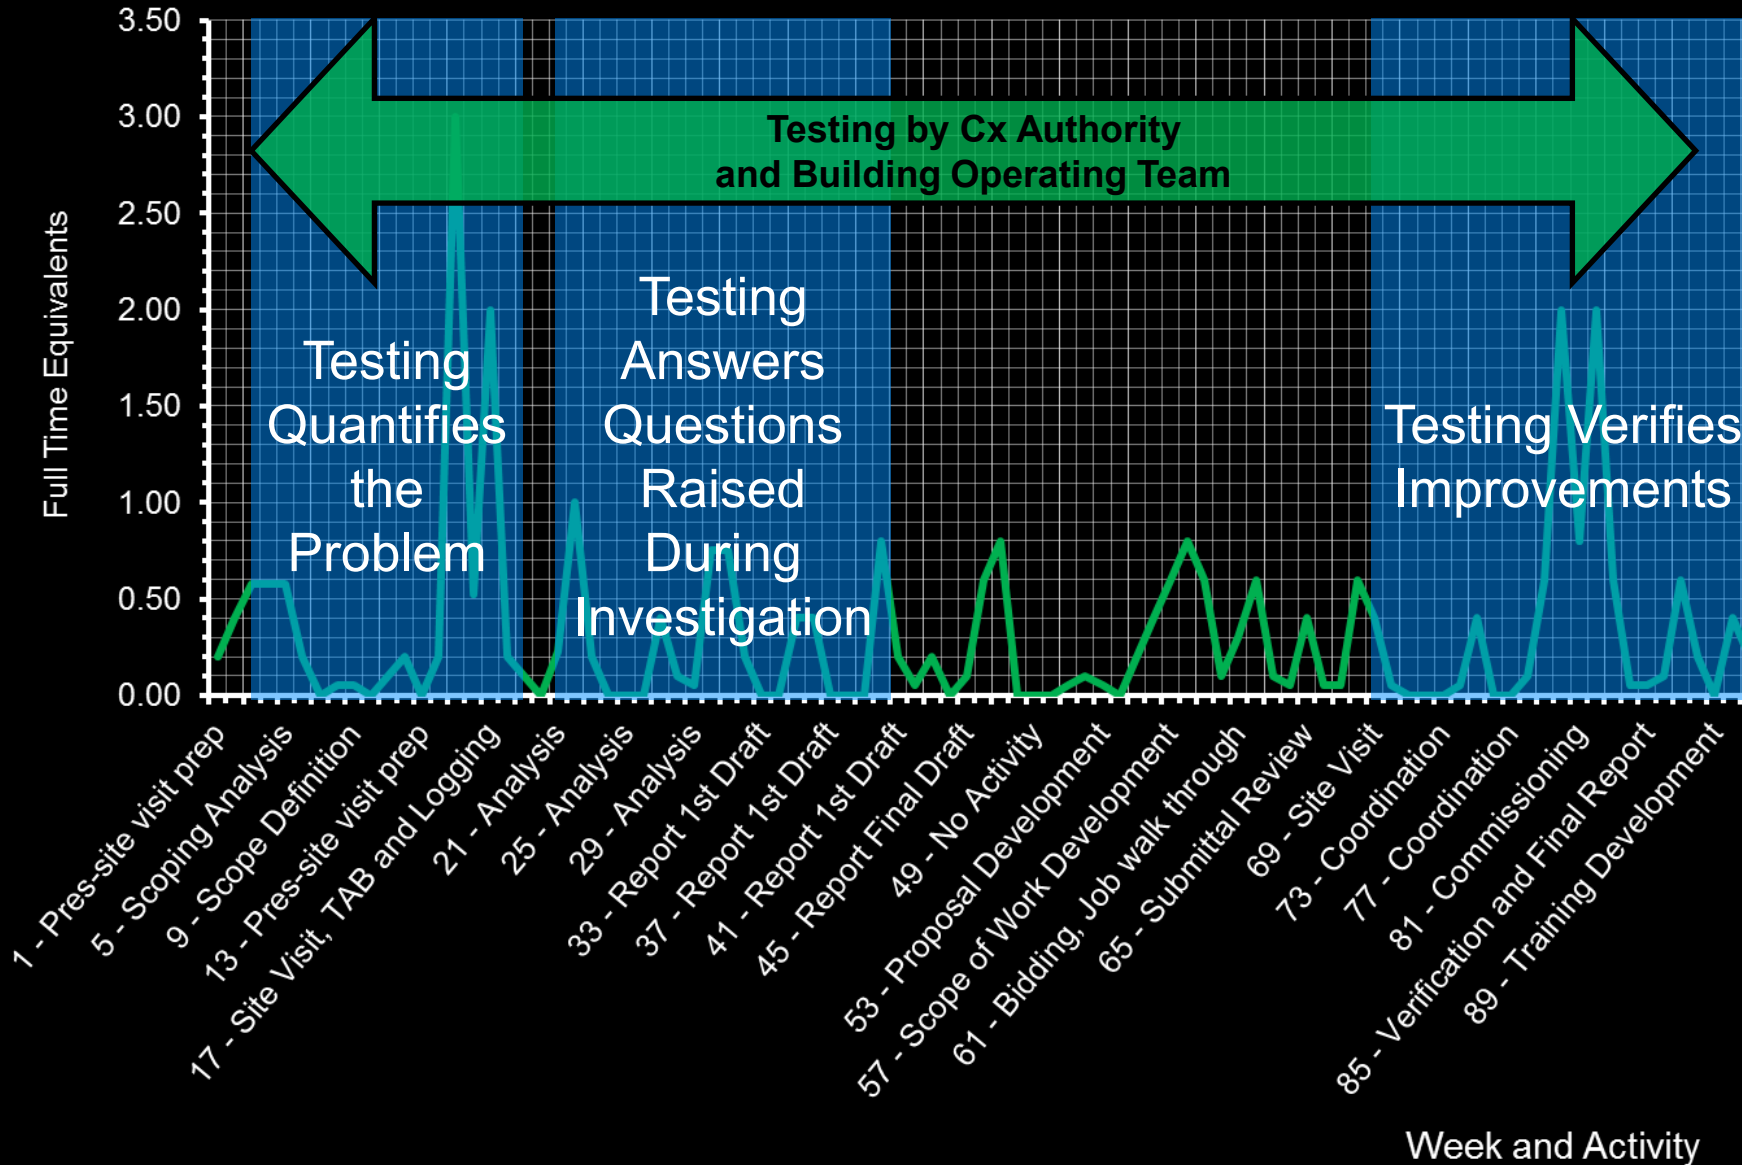 3.50
3.00
2.50
2.00
1.50
1.00
0.50
0.00
Full Time Equivalents
Testing by Cx Authority
and Building Operating Team
Testing
Quantifies
the
Problem
Testing
Answers
Questions
Raised
During
Investigation
Testing Verifies
Improvements
1 - Pres-site visit prep
5 - Scoping Analysis
9 - Scope Definition
13 - Pres-site visit prep
17 - Site Visit, TAB and Logging
21 - Analysis
25 - Analysis
29 - Analysis
33 - Report 1st Draft
37 - Report 1st Draft
41 - Report 1st Draft
45 - Report Final Draft
49 - No Activity
53 - Proposal Development
57 - Scope of Work Development
61 - Bidding, Job walk through
65 - Submittal Review
69 - Site Visit
73 - Coordination
77 - Coordination
81 - Commissioning
85 - Verification and Final Report
89 - Training Development
Week and Activity